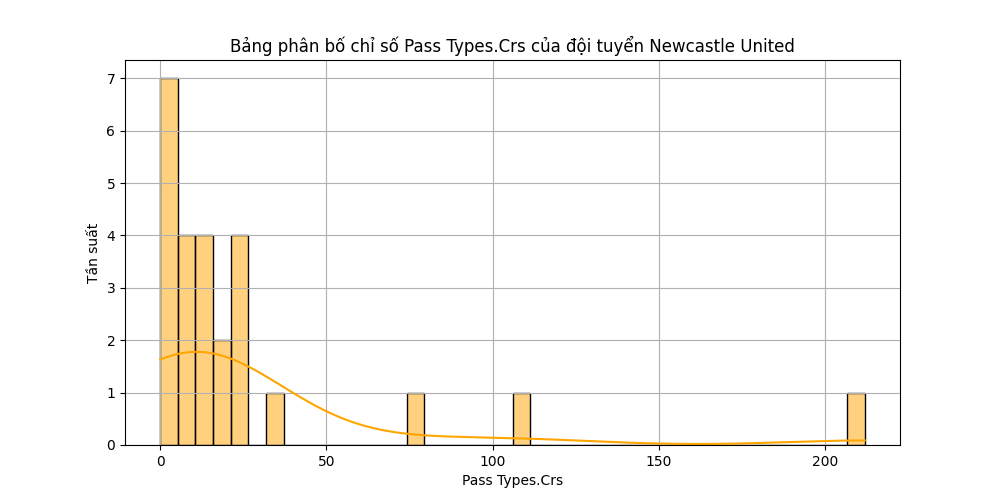 Bảng phân bố chỉ số Pass Types.Crs của đội tuyển Newcastle United
7
6
5
4
3
2
1
0
Tần suất
0 50 100 150 200
Pass Types.Crs